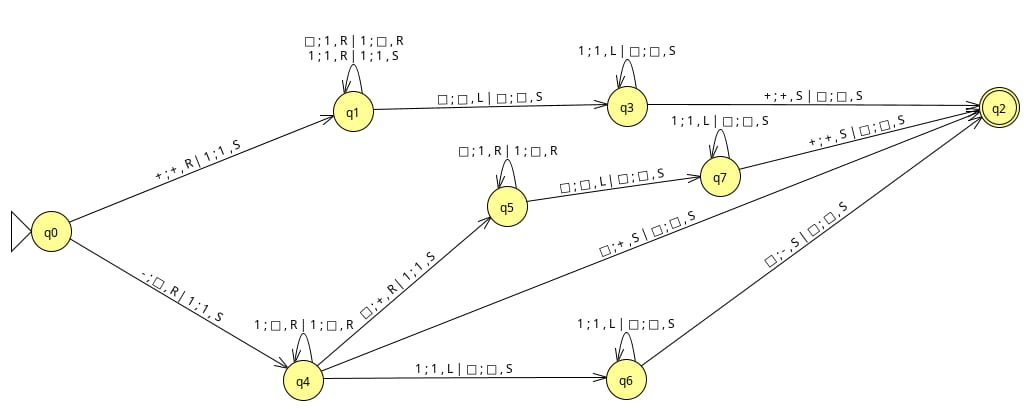 □;1,R|1;□,R
1;1,R|1;1,S
1;1,L|□;□,S
q1
□;□,L|□;□,S
q3
+;+,S|□;□,S
q2
1;1,L|□;□,S
+;+,R|1;1,S
□;1,R|1;□,R
q7
+;+,S|□;□,S
q5
□;□,L|□;□,S
q0
-;□,R|1;1,S
□;+,R|1;1,S
□;+,S|□;□,S
□;-,S|□;□,S
1;□,R|1;□,R
1;1,L|□;□,S
q4
1;1,L|□;□,S
q6